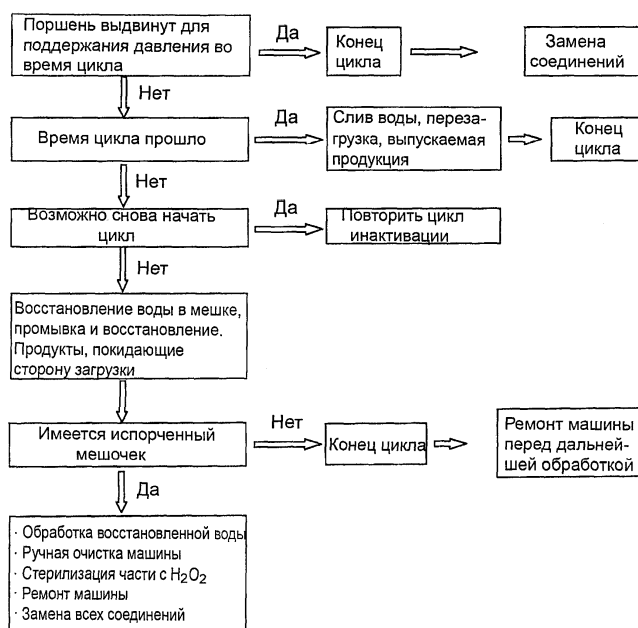 Поршень выдвинут для
поддержания давления во
время цикла
Да
Конец
цикла
Замена
соединений
Нет
Время цикла прошло
Да
Слив воды, переза-
грузка, выпускаемая
продукция
Конец
цикла
Нет
Возможно снова начать
цикл
Да
Повторить цикл
инактивации
Нет
Восстановление воды в мешке,
промывка и восстановление.
Продукты, покидающие
сторону загрузки
Имеется испорченный
мешочек
Нет
Конец цикла
Ремонт машины
перед дальней-
шей обработкой
Да
· Обработка восстановленной воды
· Ручная очистка машины
· Стерилизация части с H₂O₂
· Ремонт машины
· Замена всех соединений